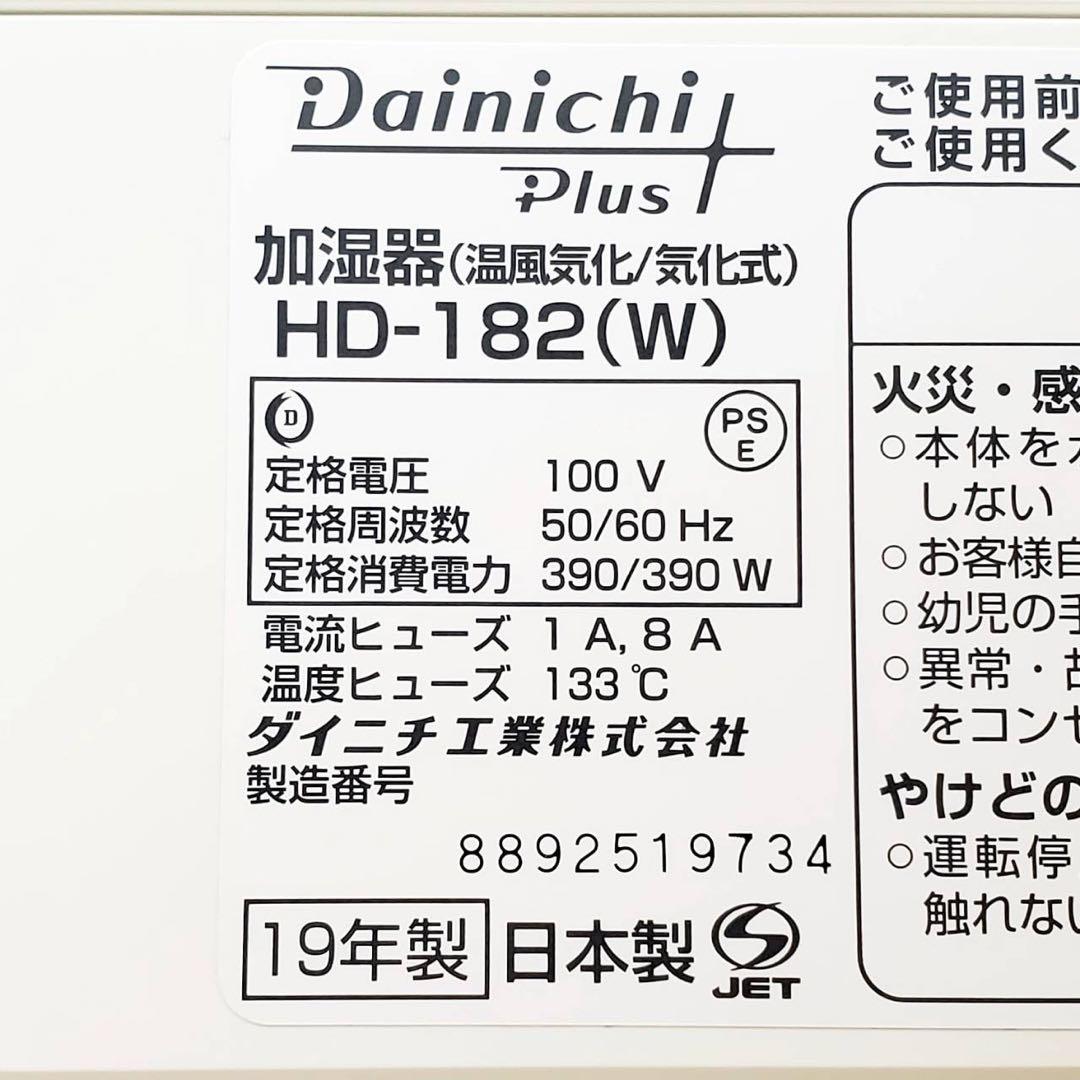 Dainichi
Plus
加湿器(温風気化/気化式)
HD-182(W)
D
PS
E
定格電圧 100 V
定格周波数 50/60 Hz
定格消費電力 390/390 W
電流ヒューズ 1 A, 8 A
温度ヒューズ 133 ℃
ダイニチ工業株式会社
製造番号
8892519734
19年製 日本製 JET
ご使用前
ご使用く
火災・感
○本体を
しない
○お客様自
○幼児の手
○異常・故
をコンセ
やけどの
○運転停
触れない